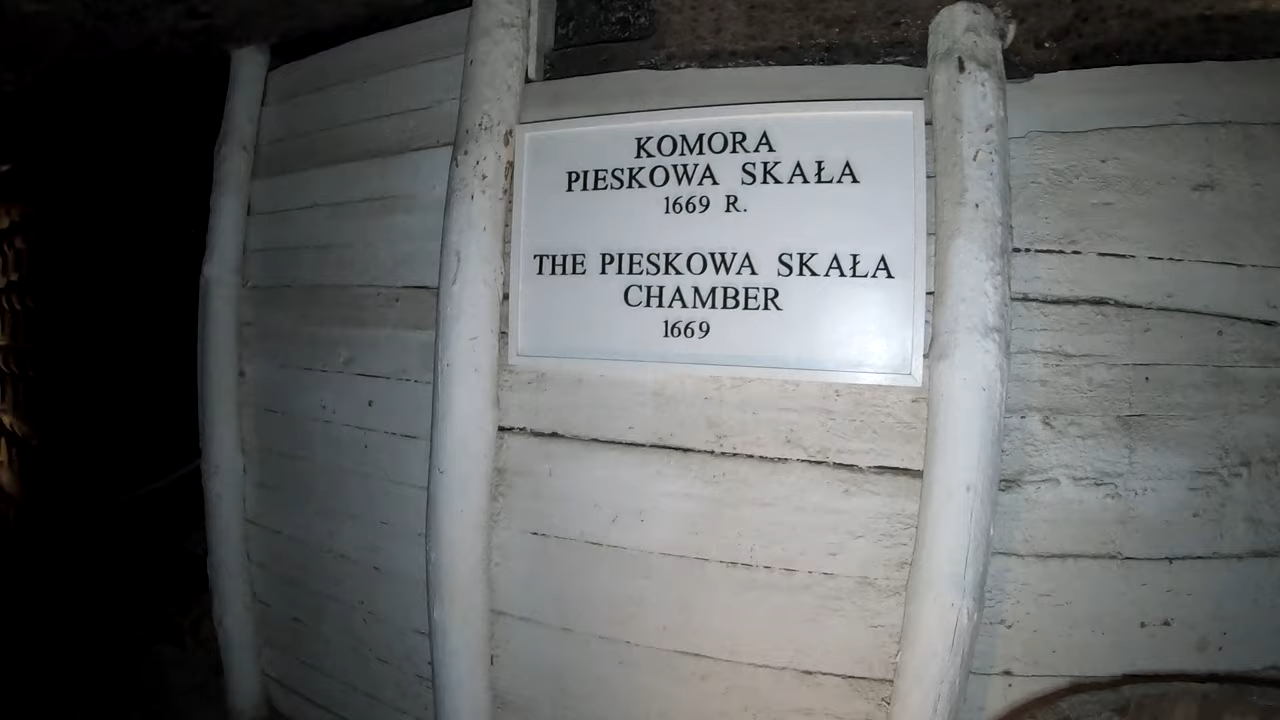 KOMORA
PIESKOWA SKAŁA
1669 R.
THE PIESKOWA SKAŁA
CHAMBER
1669